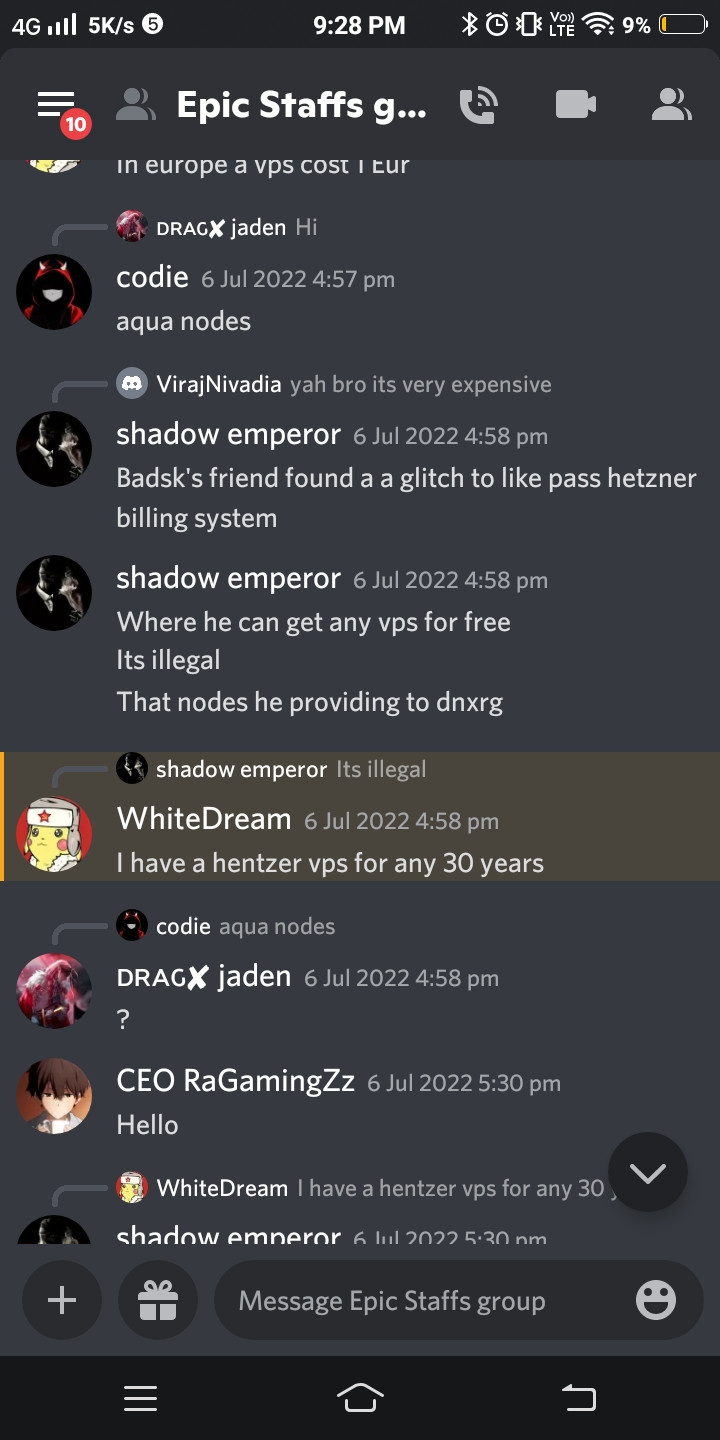 4G 5K/s 5 9:28 PM Vo)) LTE 9%
10 Epic Staffs g...
In europe a vps cost 1 Eur
DRAG✘ jaden Hi
codie 6 Jul 2022 4:57 pm
aqua nodes
VirajNivadia yah bro its very expensive
shadow emperor 6 Jul 2022 4:58 pm
Badsk's friend found a a glitch to like pass hetzner
billing system
shadow emperor 6 Jul 2022 4:58 pm
Where he can get any vps for free
Its illegal
That nodes he providing to dnxrg
shadow emperor Its illegal
WhiteDream 6 Jul 2022 4:58 pm
I have a hentzer vps for any 30 years
codie aqua nodes
DRAG✘ jaden 6 Jul 2022 4:58 pm
?
CEO RaGamingZz 6 Jul 2022 5:30 pm
Hello
WhiteDream I have a hentzer vps for any 30
shadow emperor 6 Jul 2022 5:30 pm
Message Epic Staffs group